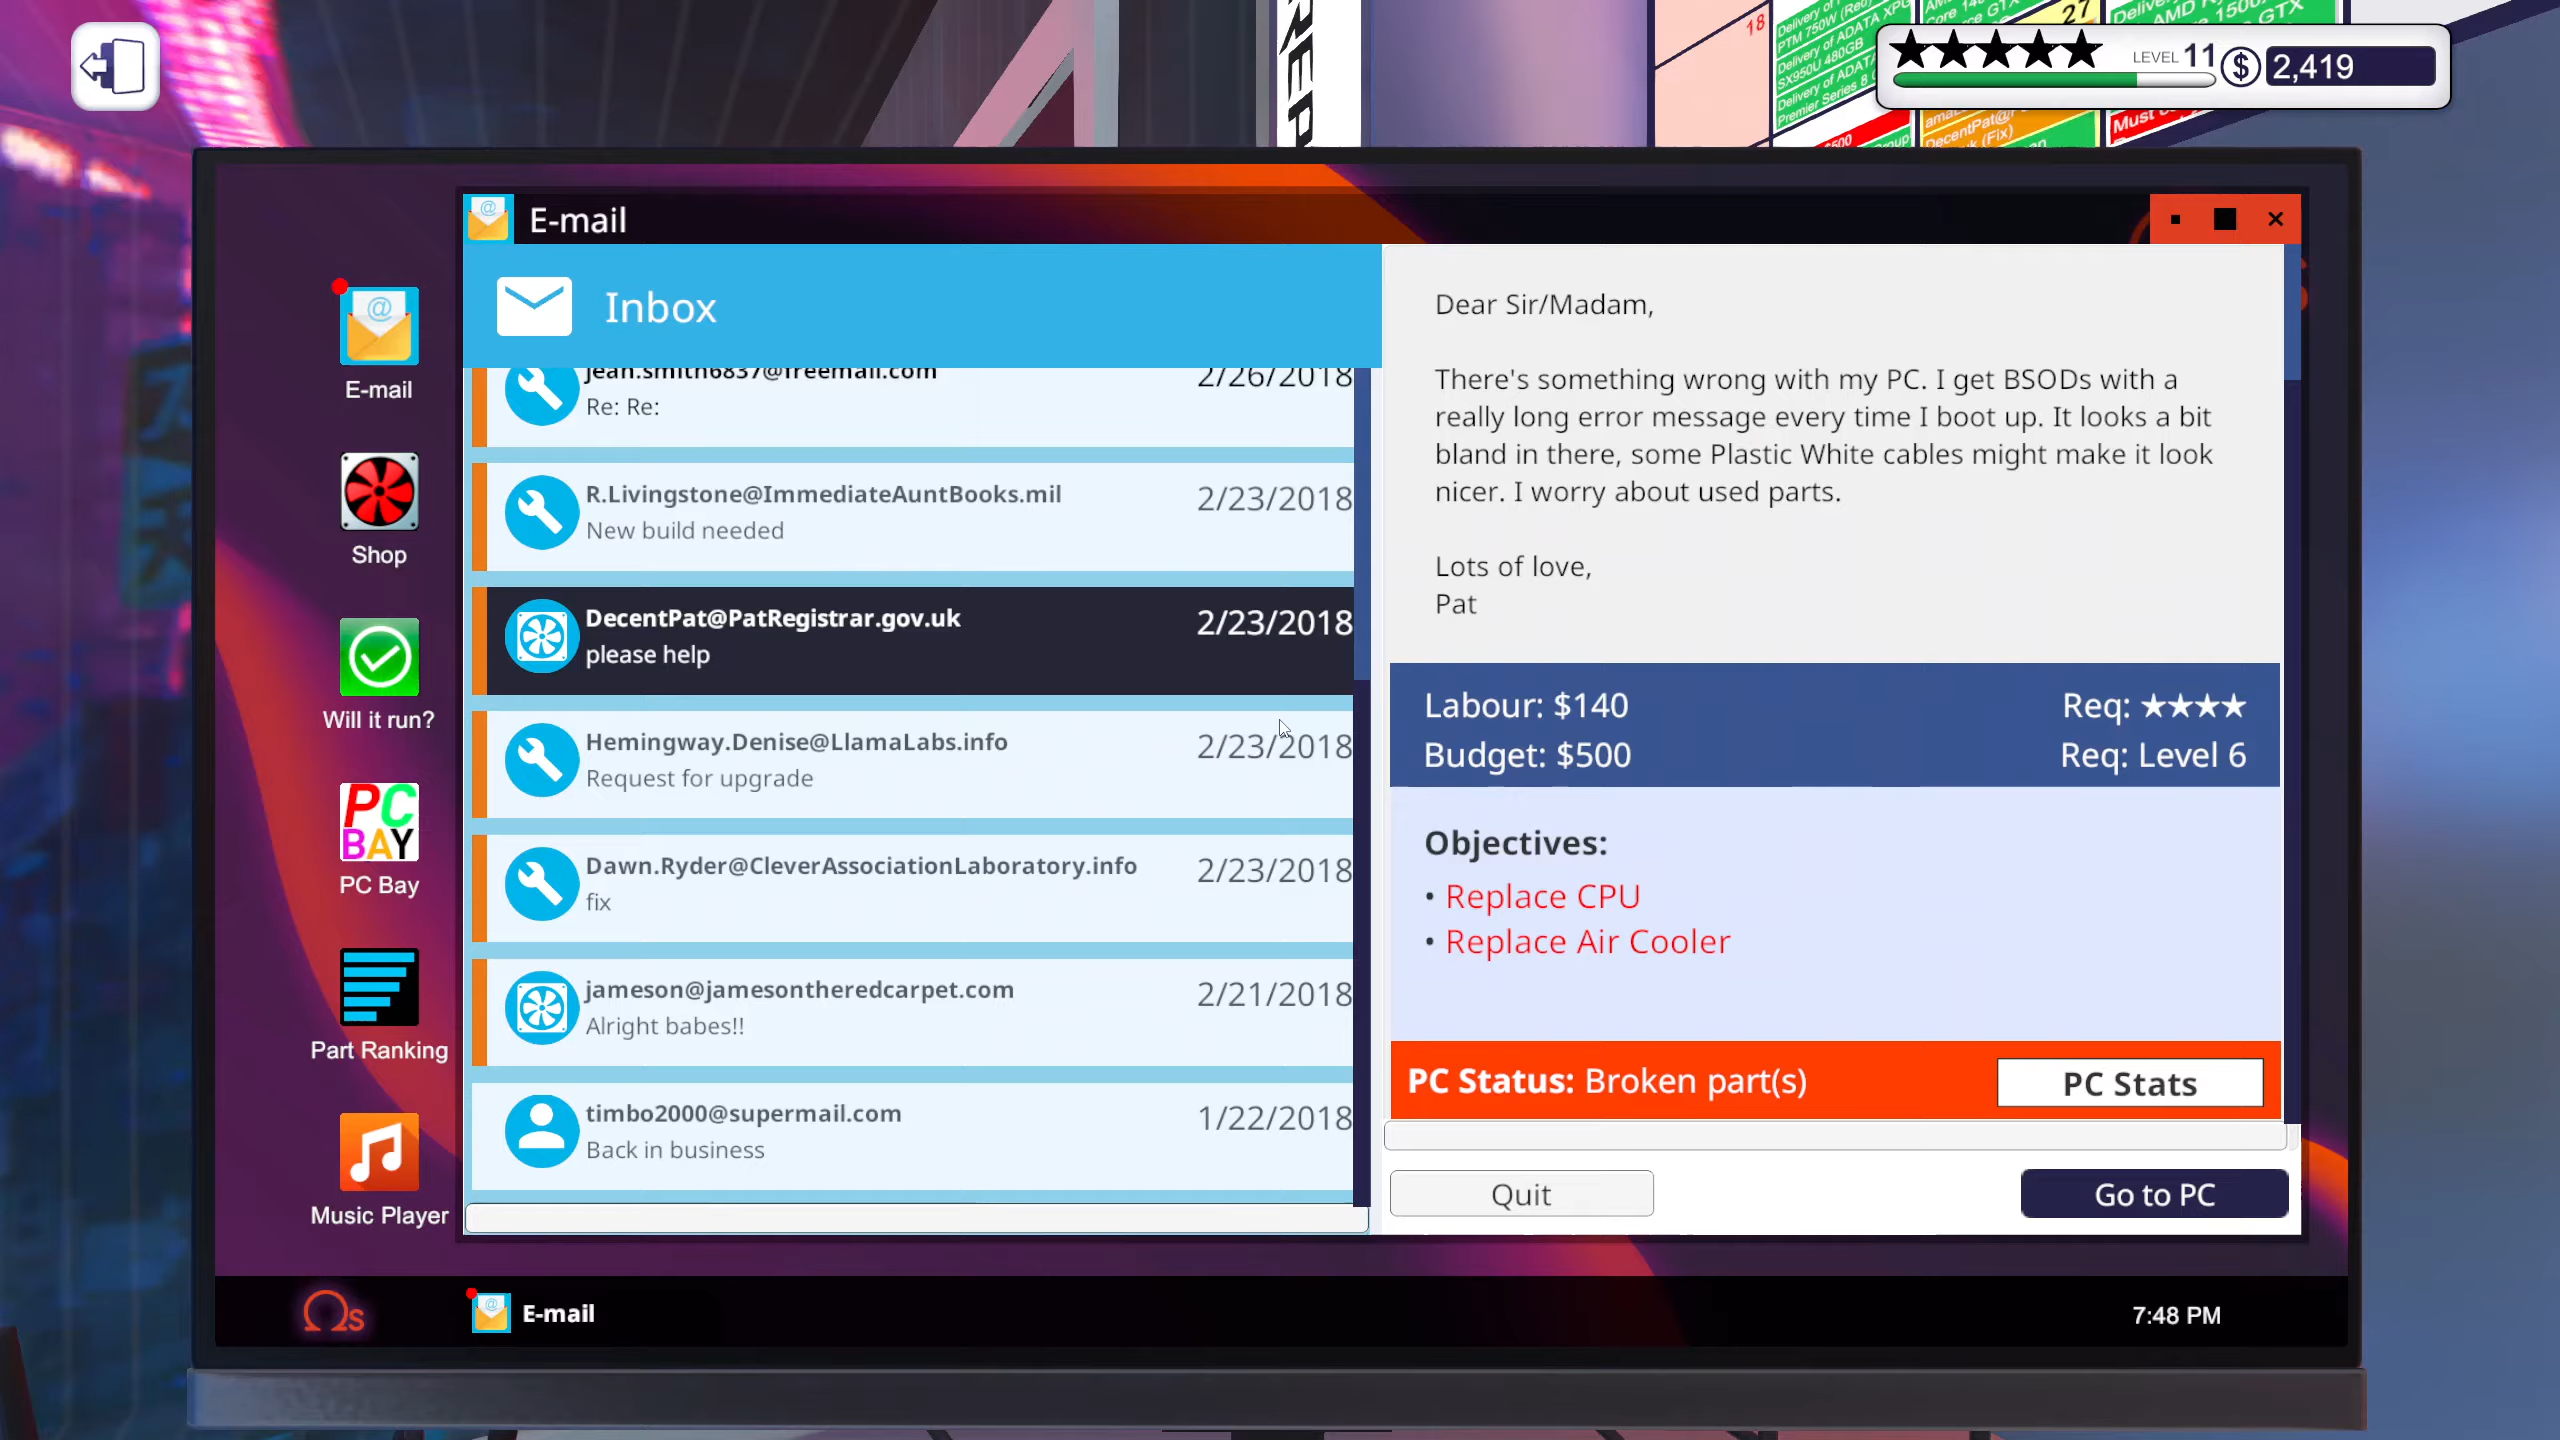 18
27
LEVEL 11
$ 2,419
E-mail
Inbox
jean.smith6837@freemail.com
2/26/2018
Re: Re:
R.Livingstone@ImmediateAuntBooks.mil
2/23/2018
New build needed
DecentPat@PatRegistrar.gov.uk
2/23/2018
please help
Hemingway.Denise@LlamaLabs.info
2/23/2018
Request for upgrade
Dawn.Ryder@CleverAssociationLaboratory.info
2/23/2018
fix
jameson@jamesontheredcarpet.com
2/21/2018
Alright babes!!
timbo2000@supermail.com
1/22/2018
Back in business
Dear Sir/Madam,
There's something wrong with my PC. I get BSODs with a
really long error message every time I boot up. It looks a bit
bland in there, some Plastic White cables might make it look
nicer. I worry about used parts.
Lots of love,
Pat
Labour: $140
Req: ★★★★
Budget: $500
Req: Level 6
Objectives:
• Replace CPU
• Replace Air Cooler
PC Status: Broken part(s)
PC Stats
Quit
Go to PC
E-mail
Shop
Will it run?
PC BAY
PC Bay
Part Ranking
Music Player
Ωs
E-mail
7:48 PM